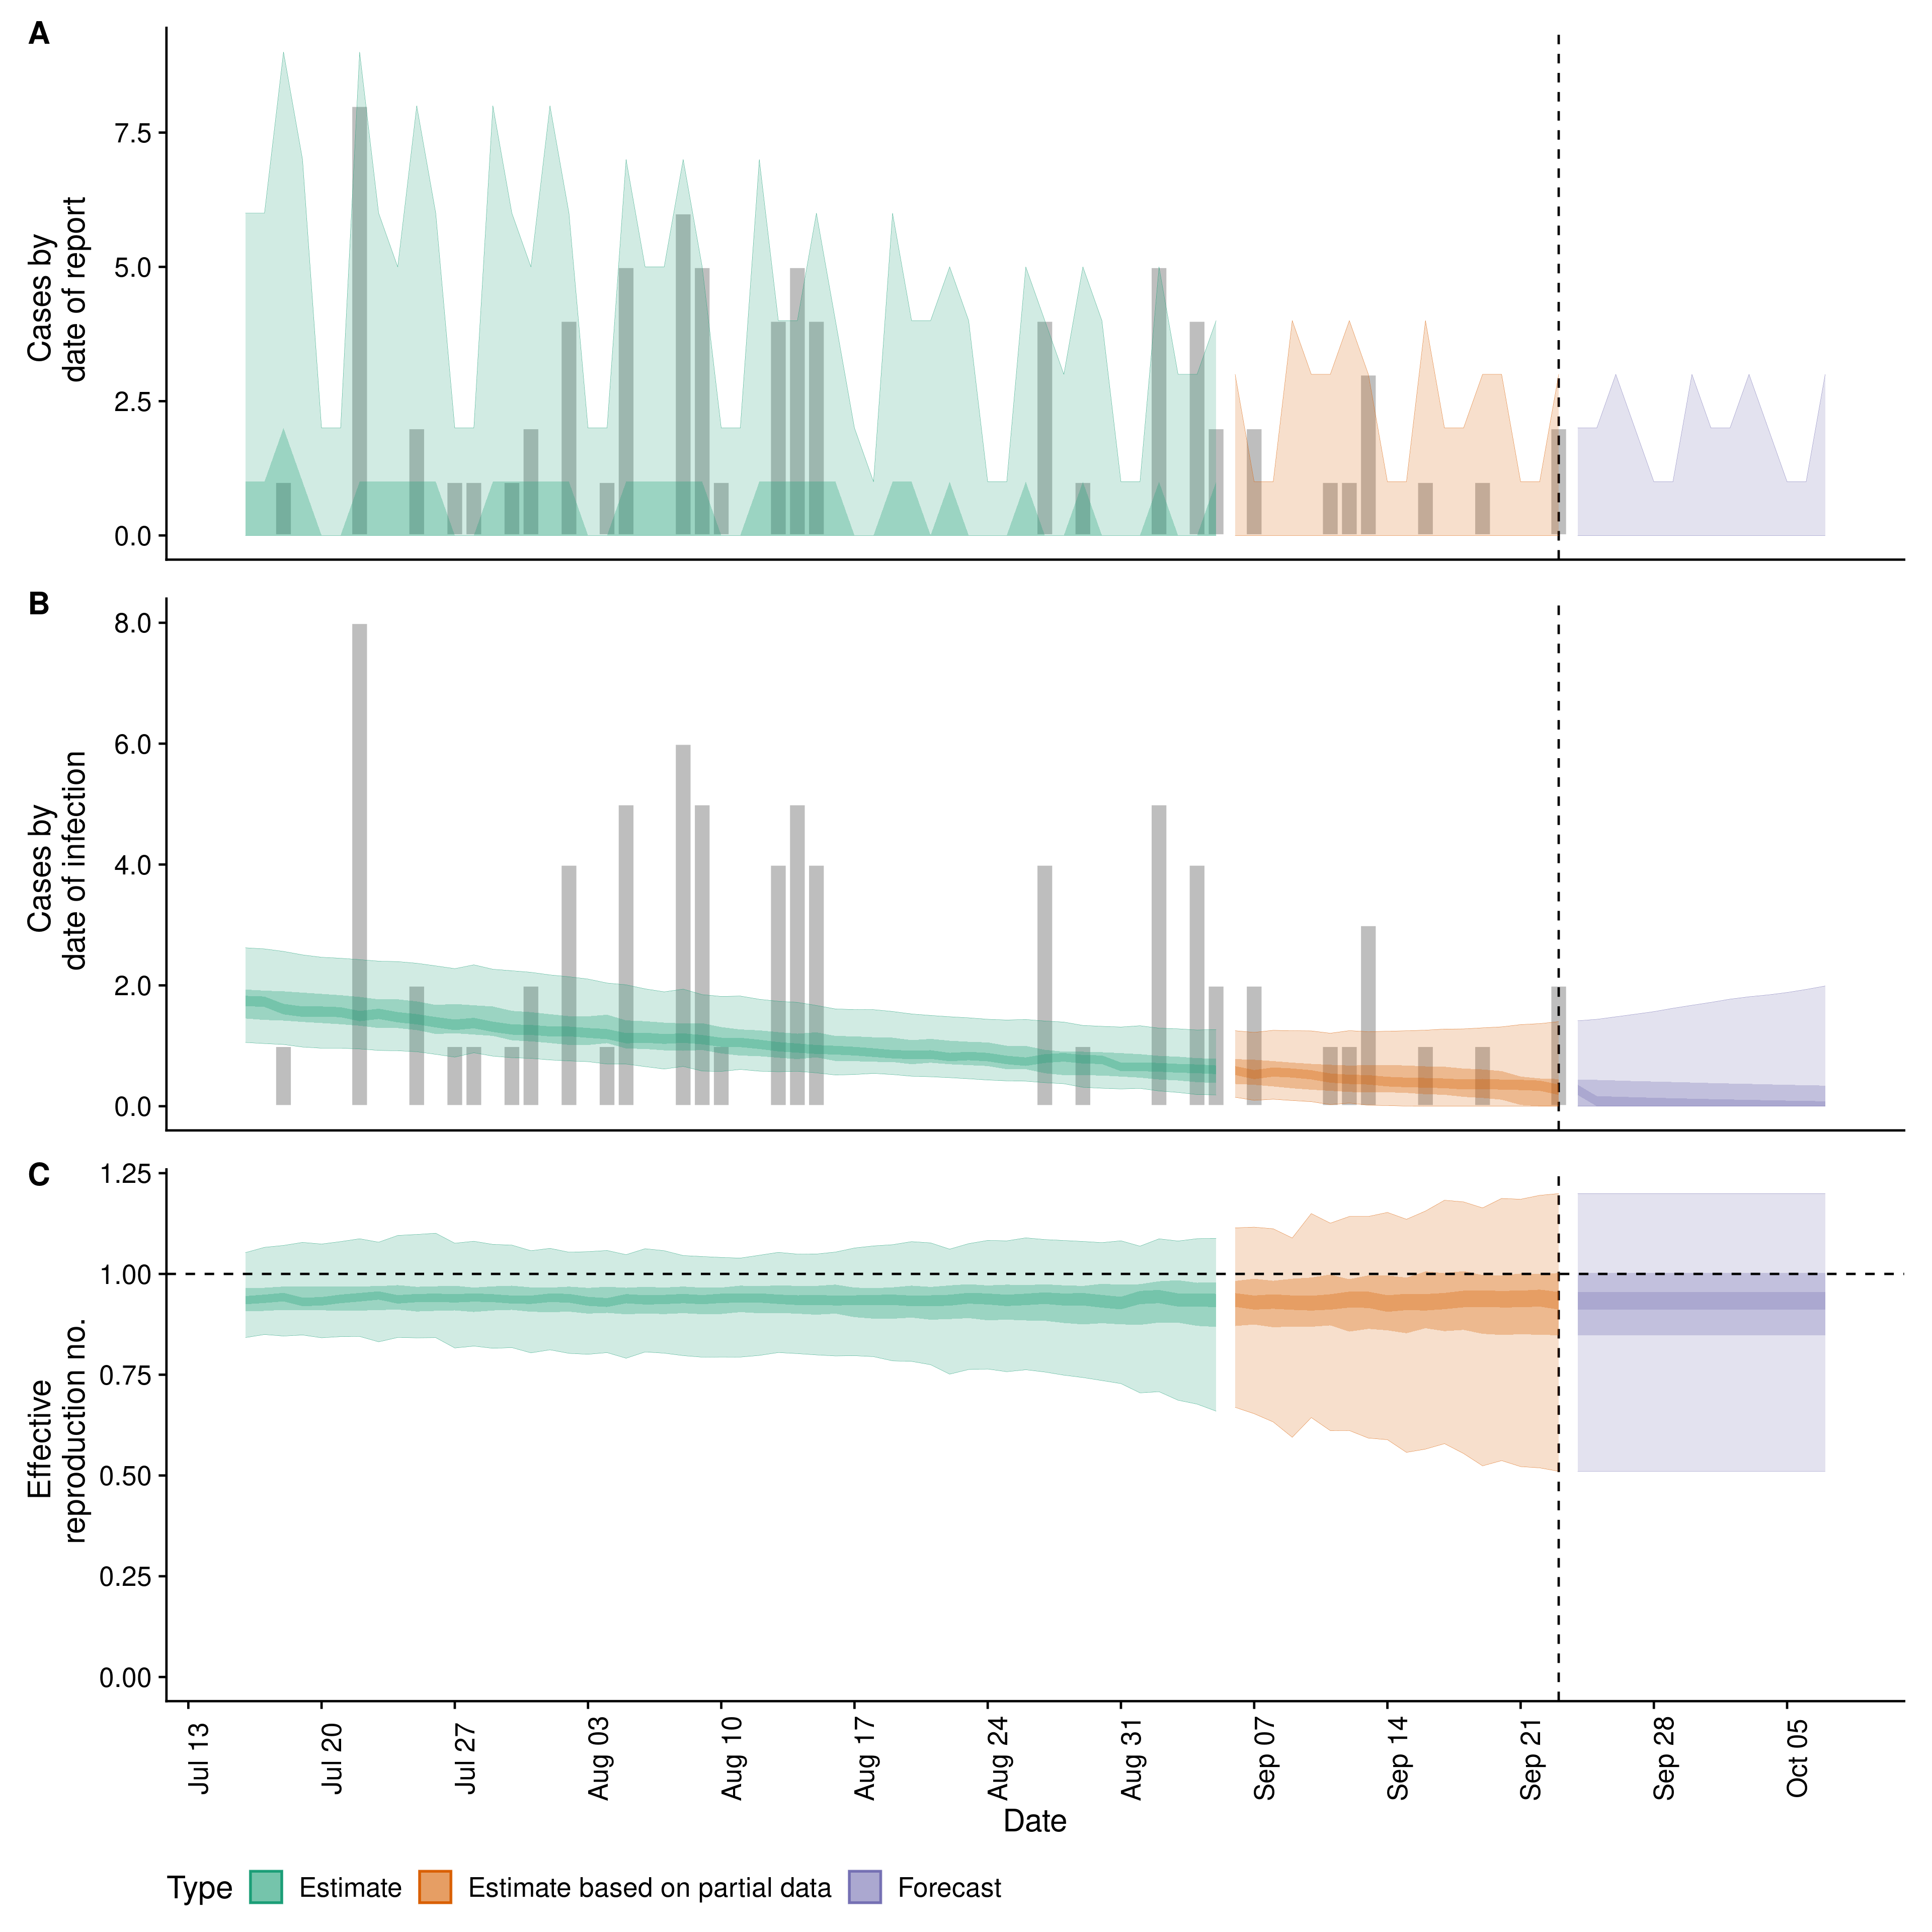 A
Cases by
date of report
7.5
5.0
2.5
0.0
B
Cases by
date of infection
8.0
6.0
4.0
2.0
0.0
C
Effective
reproduction no.
1.25
1.00
0.75
0.50
0.25
0.00
Jul 13
Jul 20
Jul 27
Aug 03
Aug 10
Aug 17
Aug 24
Aug 31
Sep 07
Sep 14
Sep 21
Sep 28
Oct 05
Date
Type Estimate Estimate based on partial data Forecast